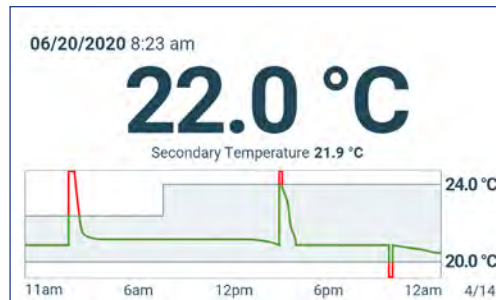 06/20/2020 8:23 am
22.0 °C
Secondary Temperature 21.9 °C
24.0 °C
20.0 °C
11am 6am 12pm 6pm 12am 4/14